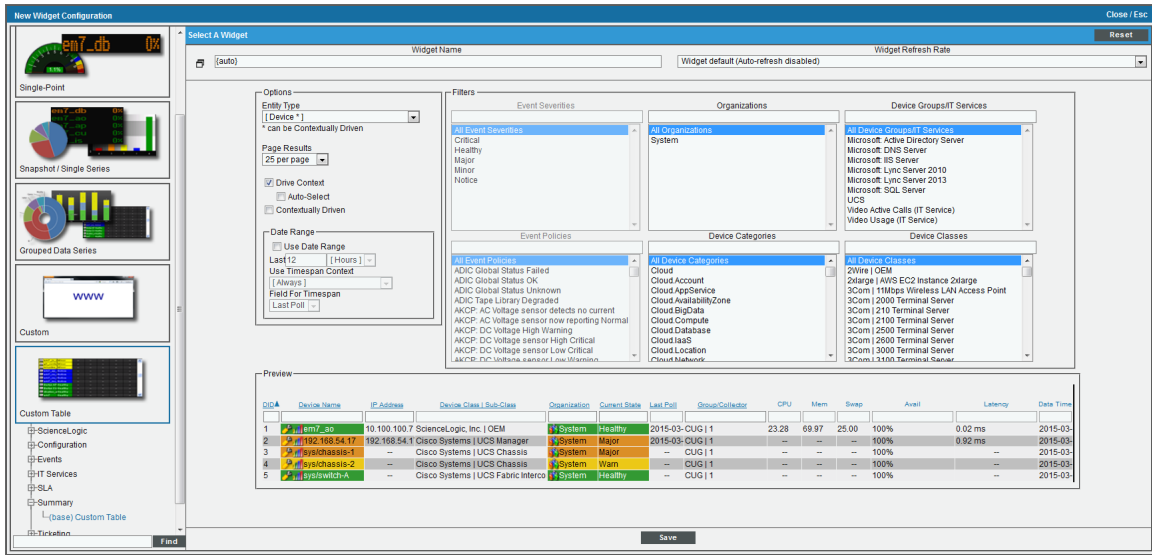 New Widget Configuration
Close / Esc
Select A Widget
Reset
Widget Name
Widget Refresh Rate
{auto}
Widget default (Auto-refresh disabled)
em7_db 0%
1.1%
Single-Point
Snapshot / Single Series
Grouped Data Series
www
Custom
Custom Table
ScienceLogic
Configuration
Events
IT Services
SLA
Summary
(base) Custom Table
Ticketing
Find
Options
Entity Type
[ Device * ]
* can be Contextually Driven
Page Results
25 per page
Drive Context
Auto-Select
Contextually Driven
Date Range
Use Date Range
Last 12 [ Hours ]
Use Timespan Context
[ Always ]
Field For Timespan
Last Poll
Filters
Event Severities
All Event Severities
Critical
Healthy
Major
Minor
Notice
Organizations
All Organizations
System
Device Groups/IT Services
All Device Groups/IT Services
Microsoft: Active Directory Server
Microsoft: DNS Server
Microsoft: IIS Server
Microsoft: Lync Server 2010
Microsoft: Lync Server 2013
Microsoft: SQL Server
UCS
Video Active Calls (IT Service)
Video Usage (IT Service)
Event Policies
All Event Policies
ADIC Global Status Failed
ADIC Global Status OK
ADIC Global Status Unknown
ADIC Tape Library Degraded
AKCP: AC Voltage sensor detects no current
AKCP: AC Voltage sensor now reporting Normal
AKCP: DC Voltage High Warning
AKCP: DC Voltage sensor High Critical
AKCP: DC Voltage sensor Low Critical
AKCP: DC Voltage sensor Low Warning
Device Categories
All Device Categories
Cloud
Cloud.Account
Cloud.AppService
Cloud.AvailabilityZone
Cloud.BigData
Cloud.Compute
Cloud.Database
Cloud.IaaS
Cloud.Location
Cloud.Network
Device Classes
All Device Classes
2Wire | OEM
2xlarge | AWS EC2 Instance 2xlarge
3Com | 11Mbps Wireless LAN Access Point
3Com | 2000 Terminal Server
3Com | 210 Terminal Server
3Com | 2100 Terminal Server
3Com | 2500 Terminal Server
3Com | 2600 Terminal Server
3Com | 3000 Terminal Server
3Com | 3100 Terminal Server
Preview
DID Device Name IP Address Device Class | Sub-Class Organization Current State Last Poll Group/Collector CPU Mem Swap Avail Latency Date Time
1 em7_ao 10.100.100.7 ScienceLogic, Inc. | OEM System Healthy 2015-03- CUG | 1 23.28 69.97 25.00 100% 0.02 ms 2015-03-
2 192.168.54.17 192.168.54.1 Cisco Systems | UCS Manager System Major 2015-03- CUG | 1 -- -- -- 100% 0.92 ms 2015-03-
3 sys/chassis-1 -- Cisco Systems | UCS Chassis System Major -- CUG | 1 -- -- -- 100% -- 2015-03-
4 sys/chassis-2 -- Cisco Systems | UCS Chassis System Warn -- CUG | 1 -- -- -- 100% -- 2015-03-
5 sys/switch-A -- Cisco Systems | UCS Fabric Interco System Healthy -- CUG | 1 -- -- -- 100% -- 2015-03-
Save